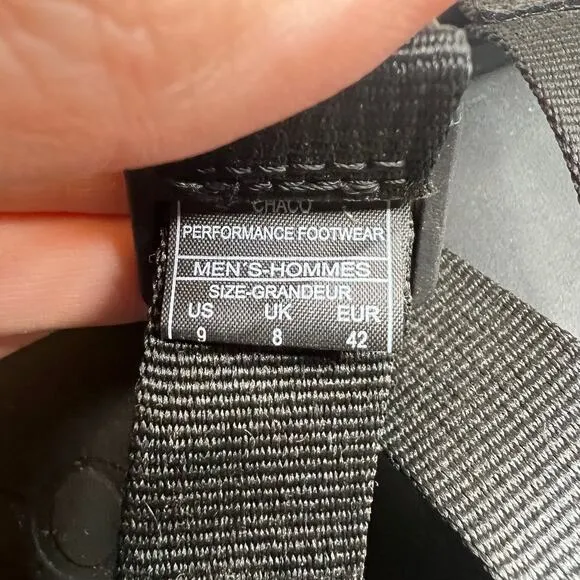 CHACO
PERFORMANCE FOOTWEAR
MEN'S-HOMMES
SIZE-GRANDEUR
US UK EUR
9 8 42